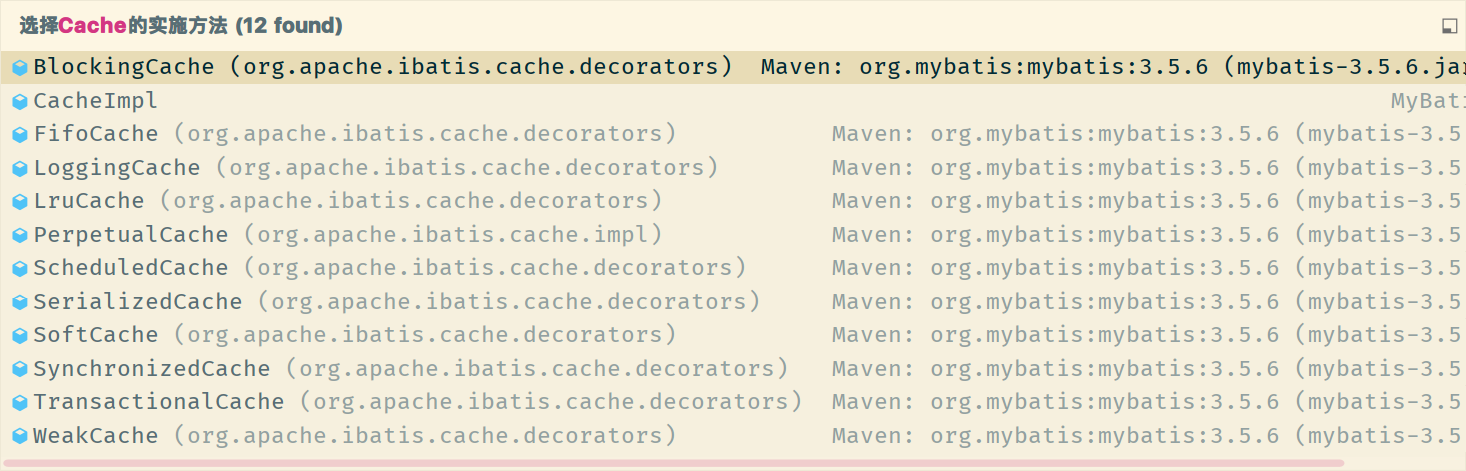 选择Cache的实施方法 (12 found)
BlockingCache (org.apache.ibatis.cache.decorators) Maven: org.mybatis:mybatis:3.5.6 (mybatis-3.5.6.jar
CacheImpl MyBati
FifoCache (org.apache.ibatis.cache.decorators) Maven: org.mybatis:mybatis:3.5.6 (mybatis-3.5
LoggingCache (org.apache.ibatis.cache.decorators) Maven: org.mybatis:mybatis:3.5.6 (mybatis-3.5
LruCache (org.apache.ibatis.cache.decorators) Maven: org.mybatis:mybatis:3.5.6 (mybatis-3.5
PerpetualCache (org.apache.ibatis.cache.impl) Maven: org.mybatis:mybatis:3.5.6 (mybatis-3.5
ScheduledCache (org.apache.ibatis.cache.decorators) Maven: org.mybatis:mybatis:3.5.6 (mybatis-3.5
SerializedCache (org.apache.ibatis.cache.decorators) Maven: org.mybatis:mybatis:3.5.6 (mybatis-3.5
SoftCache (org.apache.ibatis.cache.decorators) Maven: org.mybatis:mybatis:3.5.6 (mybatis-3.5
SynchronizedCache (org.apache.ibatis.cache.decorators) Maven: org.mybatis:mybatis:3.5.6 (mybatis-3.5
TransactionalCache (org.apache.ibatis.cache.decorators) Maven: org.mybatis:mybatis:3.5.6 (mybatis-3.5
WeakCache (org.apache.ibatis.cache.decorators) Maven: org.mybatis:mybatis:3.5.6 (mybatis-3.5